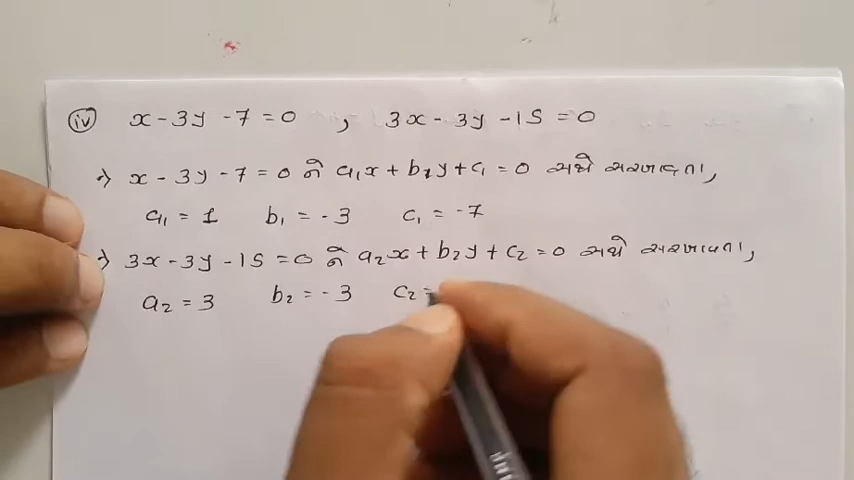 (iv) x - 3y - 7 = 0 , 3x - 3y - 15 = 0
→ x - 3y - 7 = 0 ને a₁x + b₁y + c₁ = 0 સાથે સરખાવતા,
a₁ = 1 b₁ = - 3 c₁ = - 7
→ 3x - 3y - 15 = 0 ને a₂x + b₂y + c₂ = 0 સાથે સરખાવતા,
a₂ = 3 b₂ = - 3 c₂ =